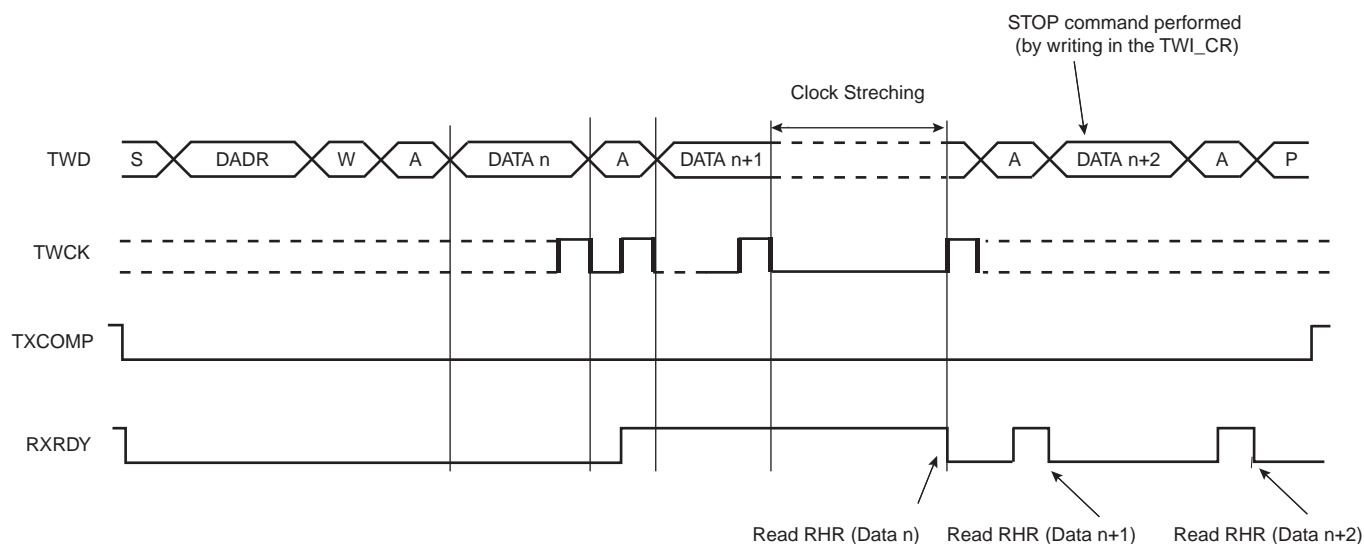 STOP command performed
(by writing in the TWI_CR)
Clock Streching
TWD S DADR W A DATA n A DATA n+1 A DATA n+2 A P
TWCK
TXCOMP
RXRDY
Read RHR (Data n) Read RHR (Data n+1) Read RHR (Data n+2)